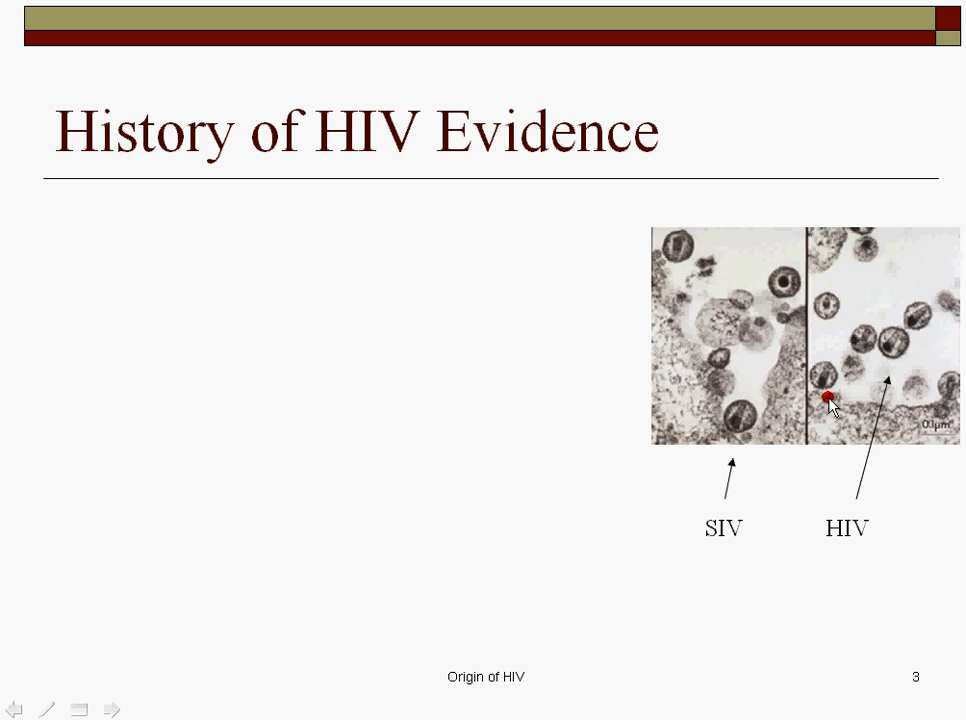 History of HIV Evidence
0.1µm
SIV
HIV
Origin of HIV
3